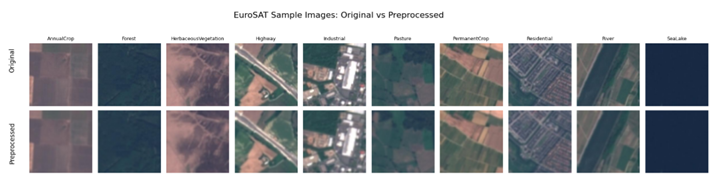 EuroSAT Sample Images: Original vs Preprocessed
AnnualCrop Forest HerbaceousVegetation Highway Industrial Pasture PermanentCrop Residential River SeaLake
Original
Preprocessed